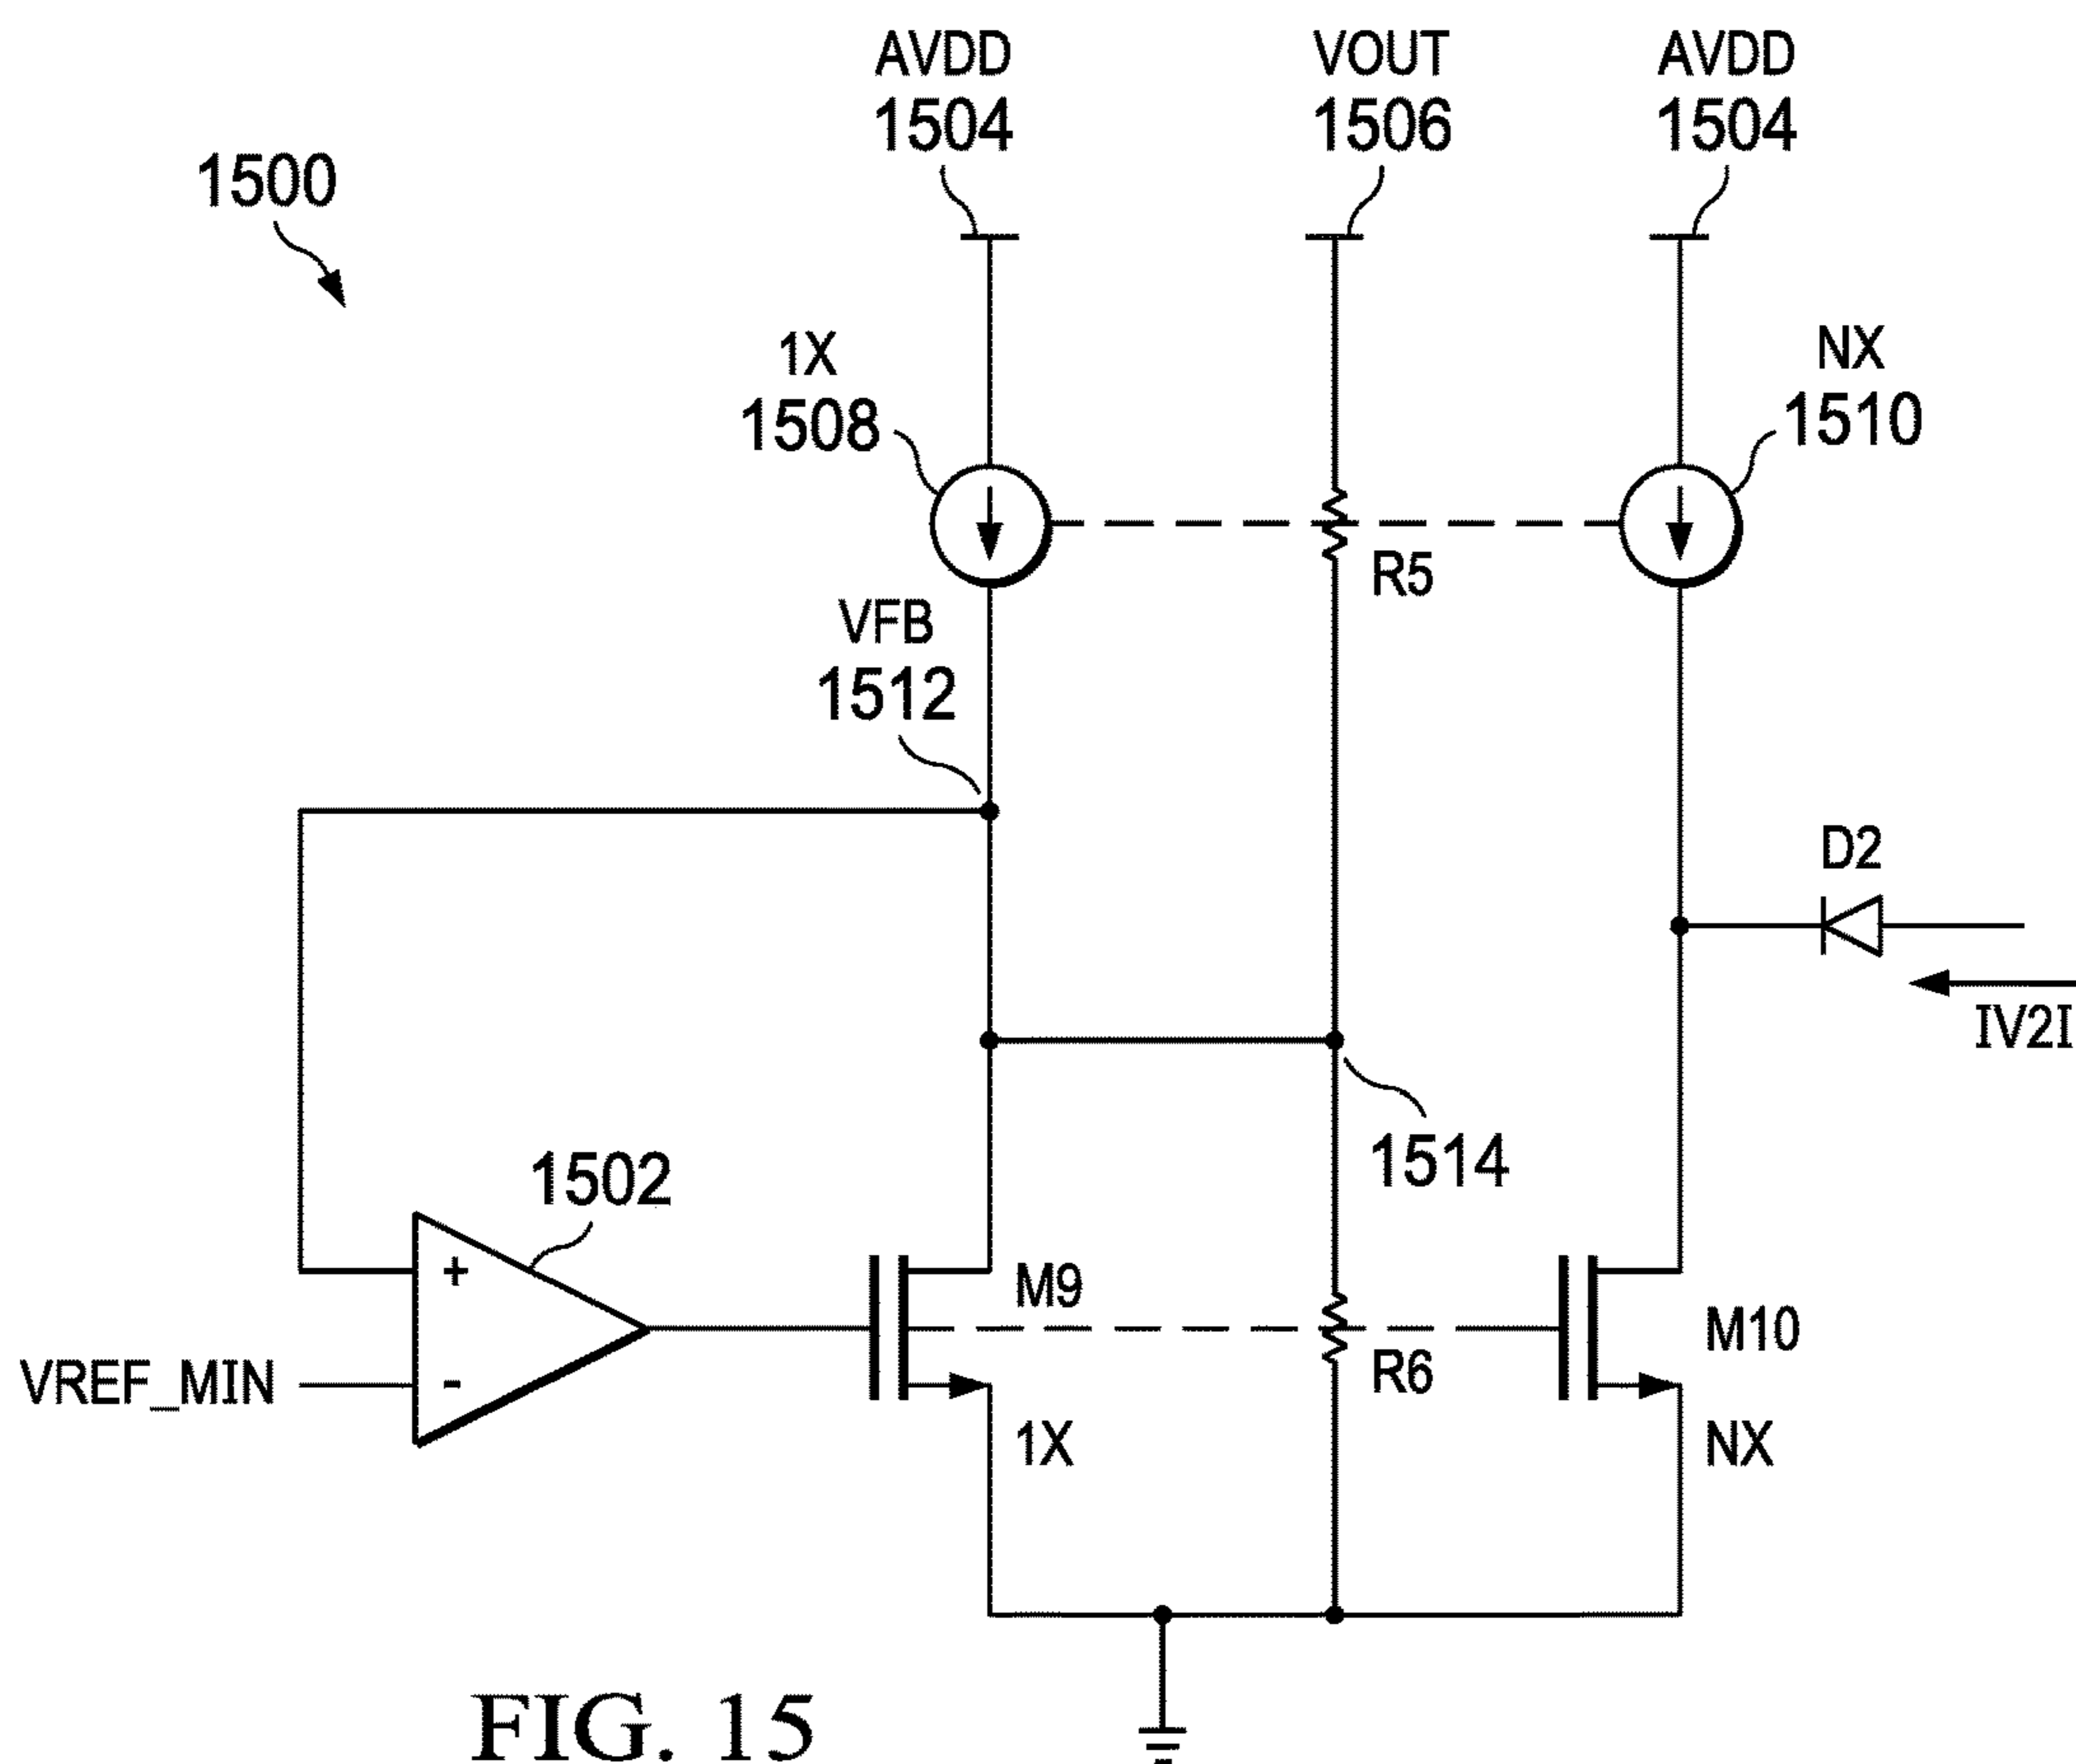 AVDD
1504
VOUT
1506
AVDD
1504
1500
1X
1508
NX
1510
R5
VFB
1512
D2
IV2I
1514
1502
+
-
VREF_MIN
M9
1X
R6
M10
NX
FIG. 15